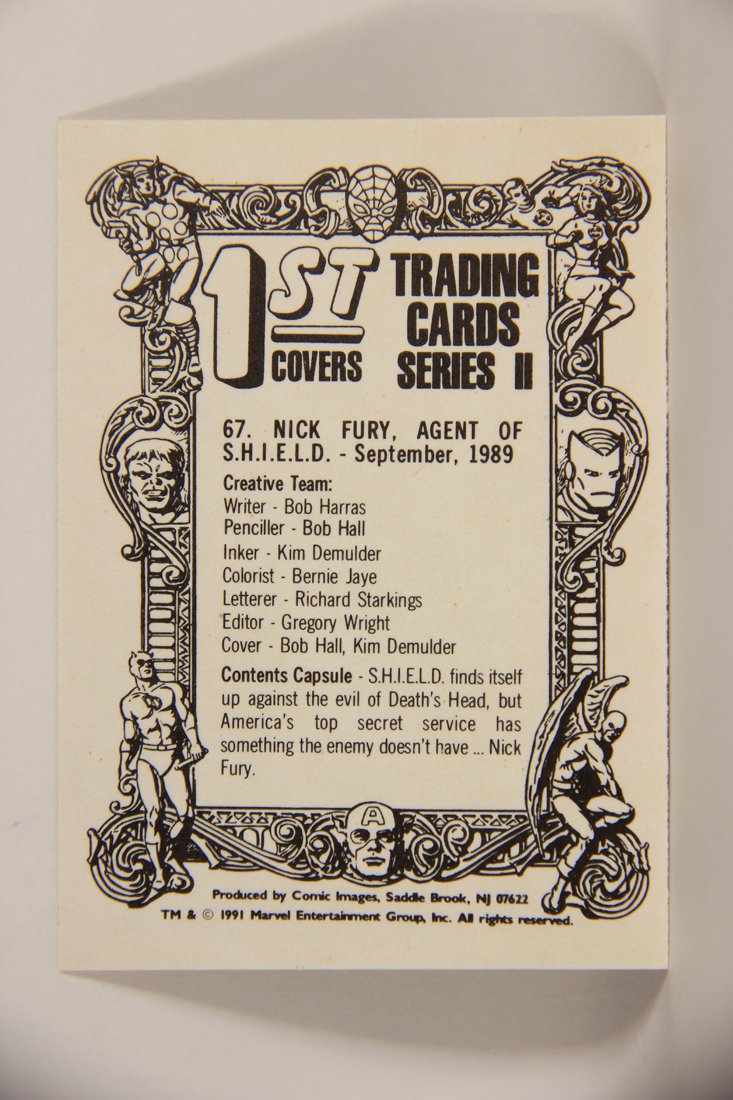 1ST
COVERS
TRADING
CARDS
SERIES II
67. NICK FURY, AGENT OF
S.H.I.E.L.D. - September, 1989
Creative Team:
Writer - Bob Harras
Penciller - Bob Hall
Inker - Kim Demulder
Colorist - Bernie Jaye
Letterer - Richard Starkings
Editor - Gregory Wright
Cover - Bob Hall, Kim Demulder
Contents Capsule - S.H.I.E.L.D. finds itself
up against the evil of Death's Head, but
America's top secret service has
something the enemy doesn't have ... Nick
Fury.
A
Produced by Comic Images, Saddle Brook, NJ 07622
TM & © 1991 Marvel Entertainment Group, Inc. All rights reserved.